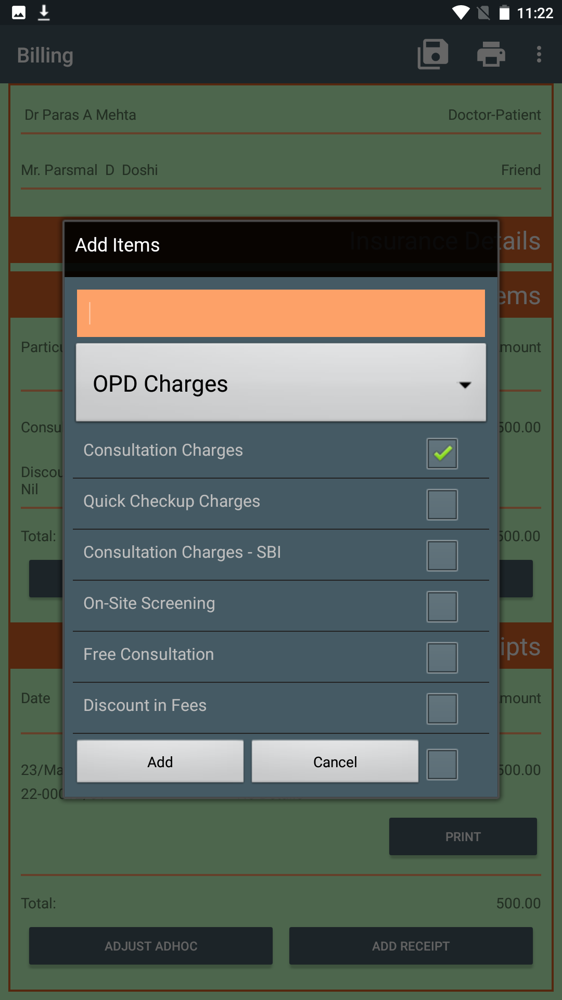 11:22
Billing
Dr Paras A Mehta Doctor-Patient
Mr. Parsmal D Doshi Friend
Insurance Details
Add Items
ems
Particu mount
OPD Charges
Consu 500.00
Consultation Charges
Discou
Nil
Quick Checkup Charges
Total: 500.00
Consultation Charges - SBI
On-Site Screening
ipts
Free Consultation
Date mount
Discount in Fees
Add Cancel
23/Ma 500.00
22-000
PRINT
Total: 500.00
ADJUST ADHOC ADD RECEIPT